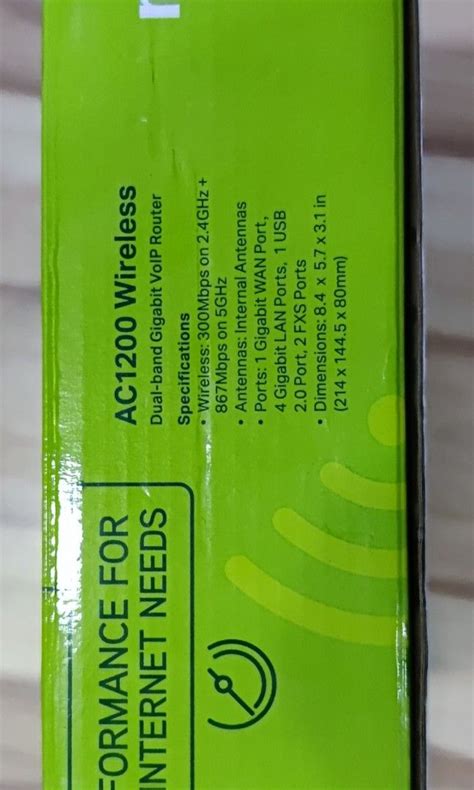 AC1200 Wireless
Dual-band Gigabit VoIP Router
Specifications
• Wireless: 300Mbps on 2.4GHz +
867Mbps on 5GHz
• Antennas: Internal Antennas
• Ports: 1 Gigabit WAN Port,
4 Gigabit LAN Ports, 1 USB
2.0 Port, 2 FXS Ports
• Dimensions: 8.4 x 5.7 x 3.1 in
(214 x 144.5 x 80mm)
FORMANCE FOR
INTERNET NEEDS